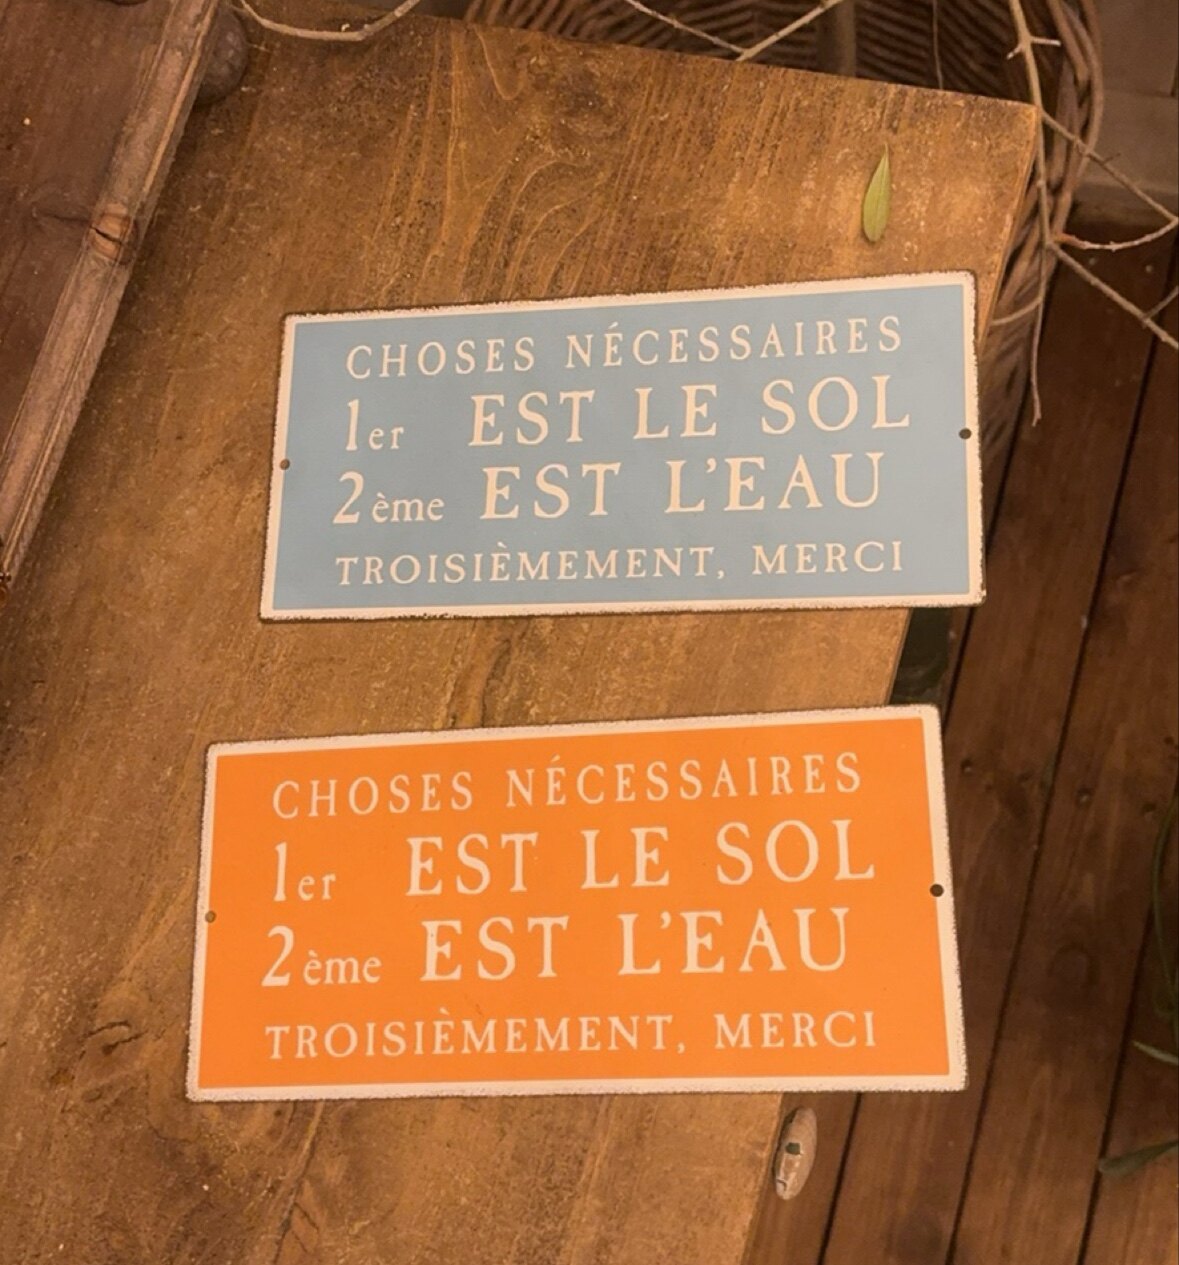 CHOSES NÉCESSAIRES
1er EST LE SOL
2ème EST L'EAU
TROISIÈMEMENT, MERCI
CHOSES NÉCESSAIRES
1er EST LE SOL
2ème EST L'EAU
TROISIÈMEMENT, MERCI